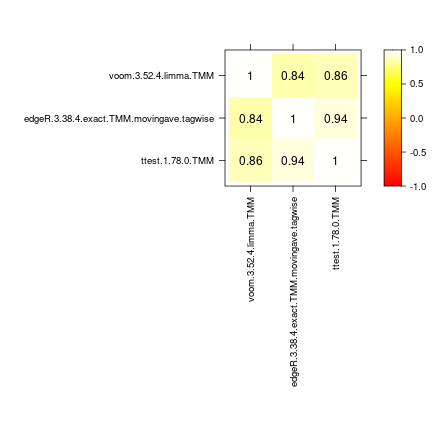 voom.3.52.4.limma.TMM
1
0.84
0.86
edgeR.3.38.4.exact.TMM.movingave.tagwise
0.84
1
0.94
ttest.1.78.0.TMM
0.86
0.94
1
voom.3.52.4.limma.TMM
edgeR.3.38.4.exact.TMM.movingave.tagwise
ttest.1.78.0.TMM
1.0
0.5
0.0
-0.5
-1.0